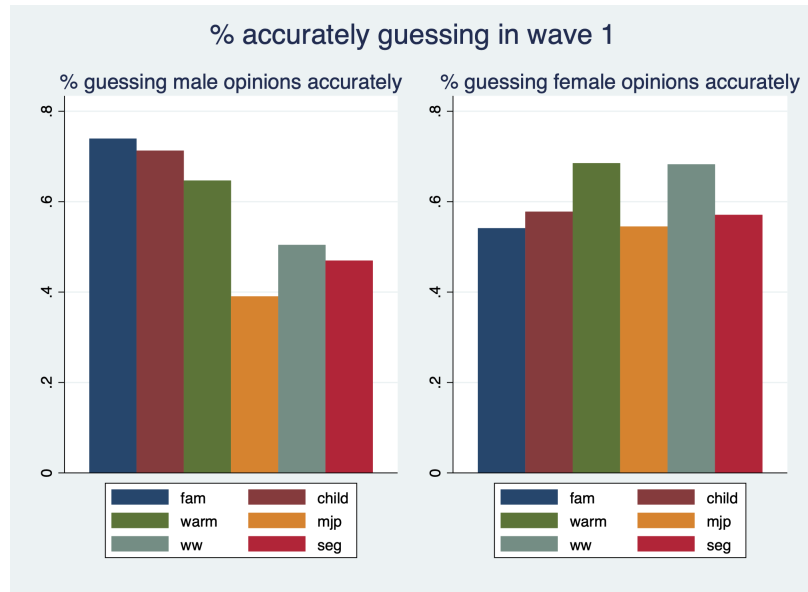 % accurately guessing in wave 1
% guessing male opinions accurately
.8
.6
.4
.2
0
fam child
warm mjp
ww seg
% guessing female opinions accurately
.8
.6
.4
.2
0
fam child
warm mjp
ww seg